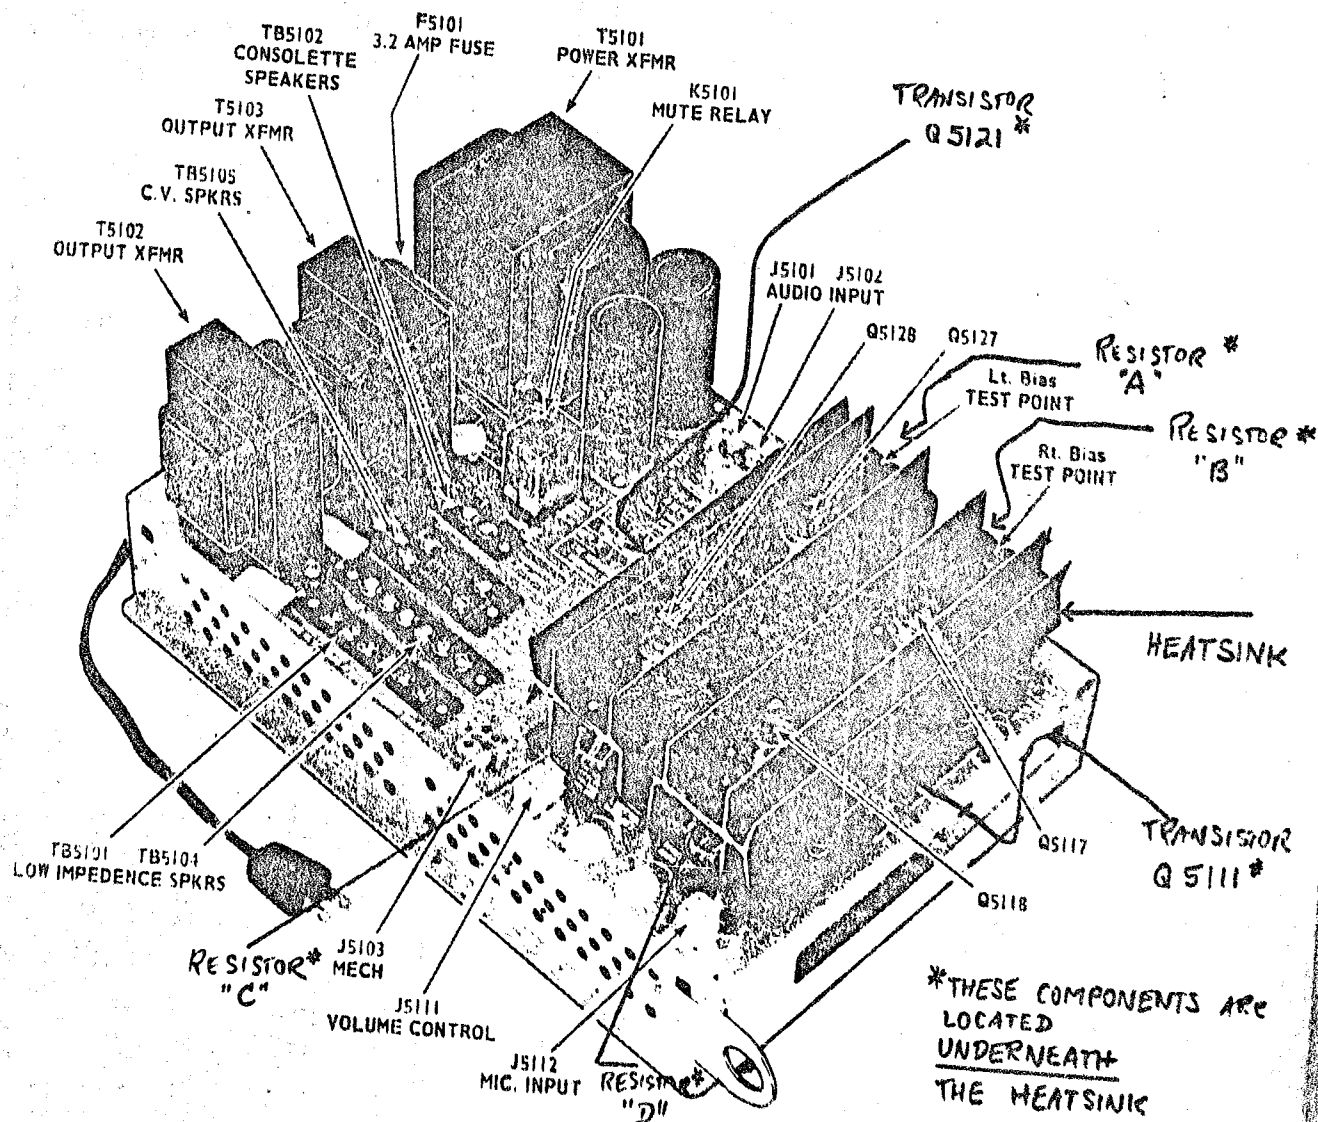 F5101
3.2 AMP FUSE
TB5102
CONSOLETTE
SPEAKERS
T5101
POWER XFMR
K5101
MUTE RELAY
TRANSISTOR
Q5121*
T5103
OUTPUT XFMR
TB5105
C.V. SPKRS
T5102
OUTPUT XFMR
J5101 J5102
AUDIO INPUT
Q5128 Q5127
RESISTOR*
"A"
Lt. Bias
TEST POINT
RESISTOR*
"B"
Rt. Bias
TEST POINT
HEATSINK
TB5101 TB5104
LOW IMPEDENCE SPKRS
Q5117
TRANSISTOR
Q5111*
Q5118
RESISTOR*
"C"
J5103
MECH
J5111
VOLUME CONTROL
J5112
MIC. INPUT
RESISTOR*
"D"
*THESE COMPONENTS ARE
LOCATED
UNDERNEATH
THE HEATSINK